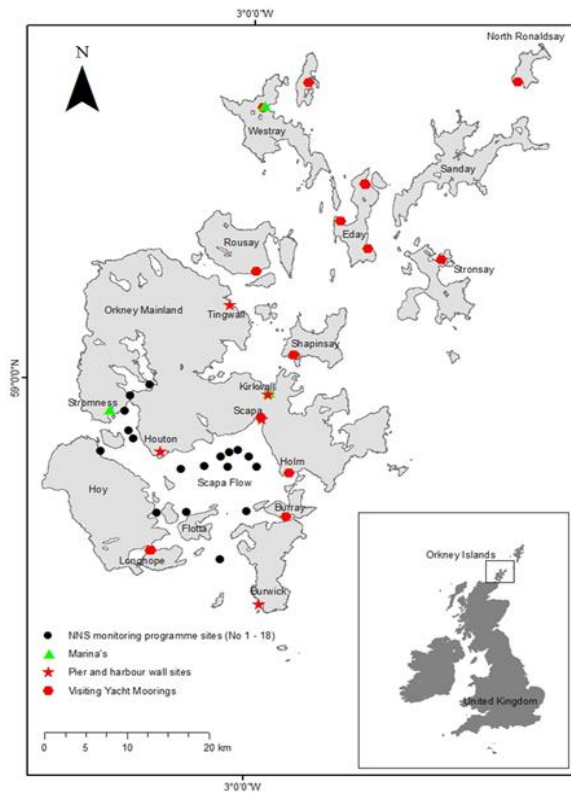 3°0'0"W
North Ronaldsay
N
Westray
Sanday
Eday
Rousay
Stronsay
Orkney Mainland
Tingwall
Shapinsay
59°0'0"N
Kirkwall
Stromness
Scapa
Houton
Holm
Scapa Flow
Hoy
Burray
Flotta
Longhope
Burwick
Orkney Islands
NNS monitoring programme sites (No 1 - 18)
Marina's
Pier and harbour wall sites
Visiting Yacht Moorings
United Kingdom
0 5 10 20 km
3°0'0"W